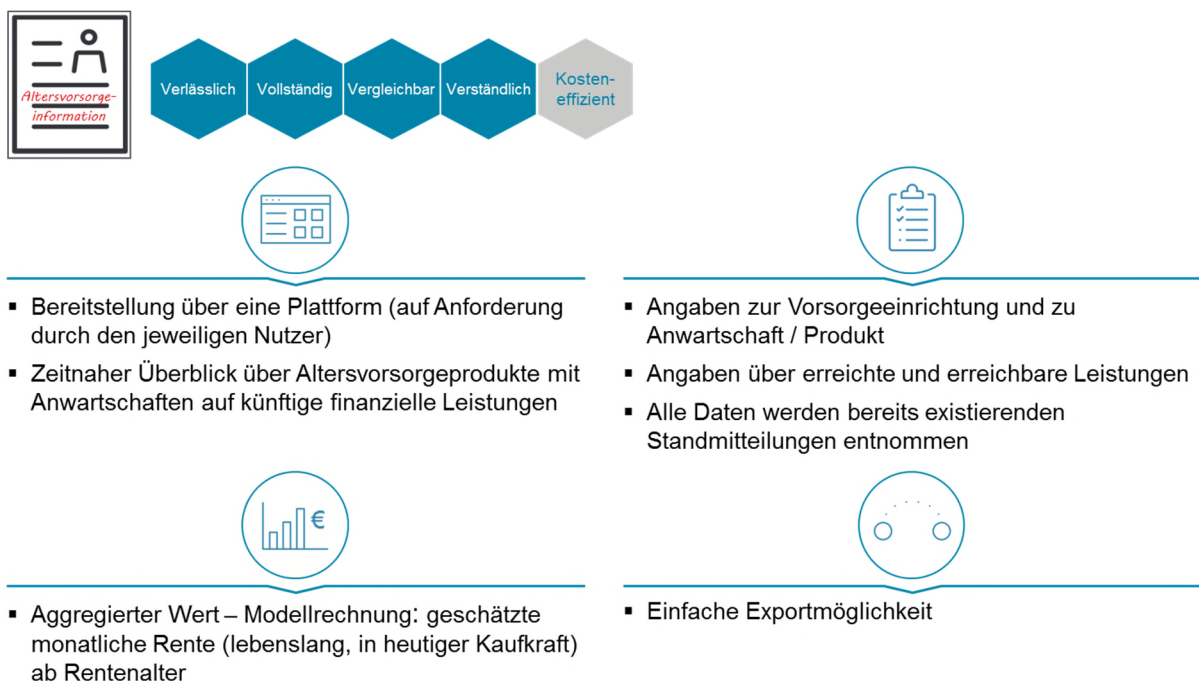 Altersvorsorge-
information
Verlässlich
Vollständig
Vergleichbar
Verständlich
Kosten-
effizient
▪ Bereitstellung über eine Plattform (auf Anforderung
durch den jeweiligen Nutzer)
▪ Zeitnaher Überblick über Altersvorsorgeprodukte mit
Anwartschaften auf künftige finanzielle Leistungen
▪ Angaben zur Vorsorgeeinrichtung und zu
Anwartschaft / Produkt
▪ Angaben über erreichte und erreichbare Leistungen
▪ Alle Daten werden bereits existierenden
Standmitteilungen entnommen
€
▪ Aggregierter Wert – Modellrechnung: geschätzte
monatliche Rente (lebenslang, in heutiger Kaufkraft)
ab Rentenalter
▪ Einfache Exportmöglichkeit